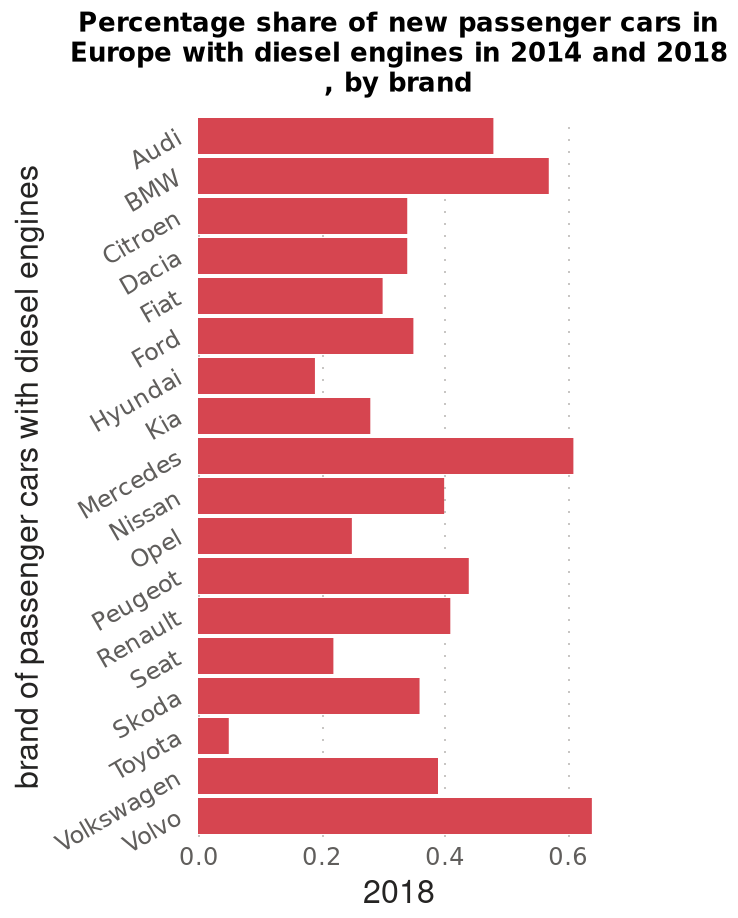 Percentage share of new passenger cars in
Europe with diesel engines in 2014 and 2018
, by brand
brand of passenger cars with diesel engines
Audi
BMW
Citroen
Dacia
Fiat
Ford
Hyundai
Kia
Mercedes
Nissan
Opel
Peugeot
Renault
Seat
Skoda
Toyota
Volkswagen
Volvo
0.0 0.2 0.4 0.6
2018